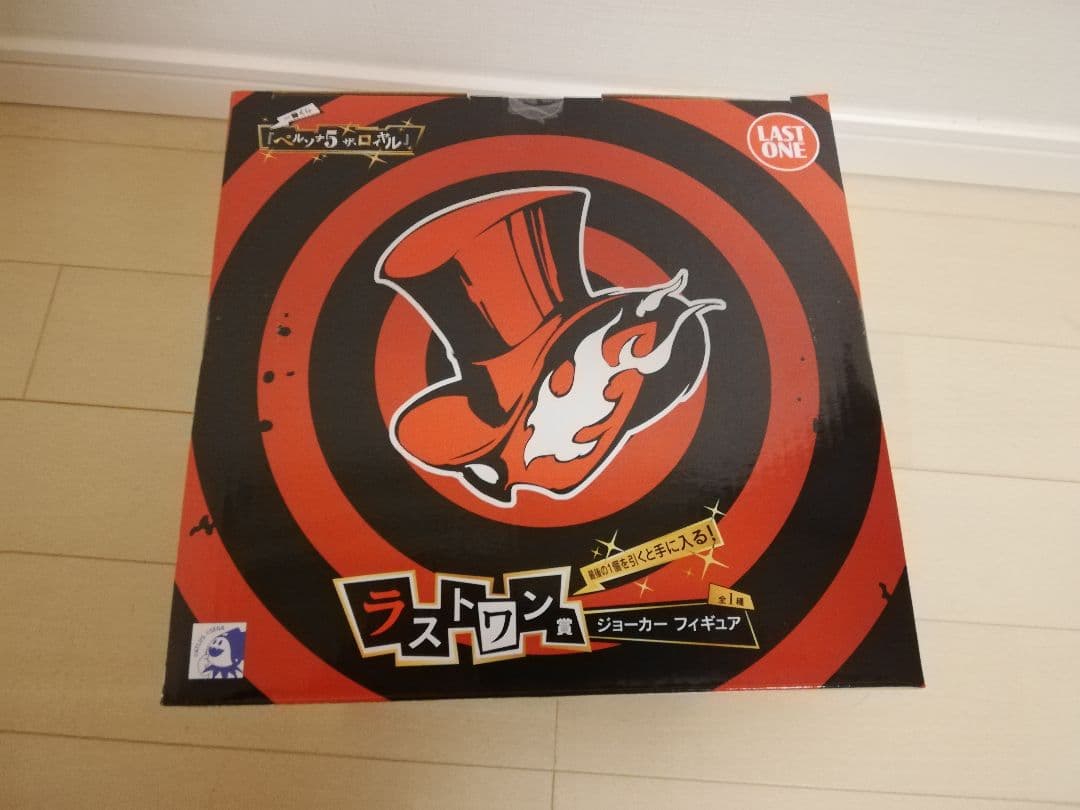 一番くじ
『ペルソナ5 ザ・ロイヤル』
LAST
ONE
最後の1個を引くと手に入る!
全1種
ラストワン賞
ジョーカー フィギュア